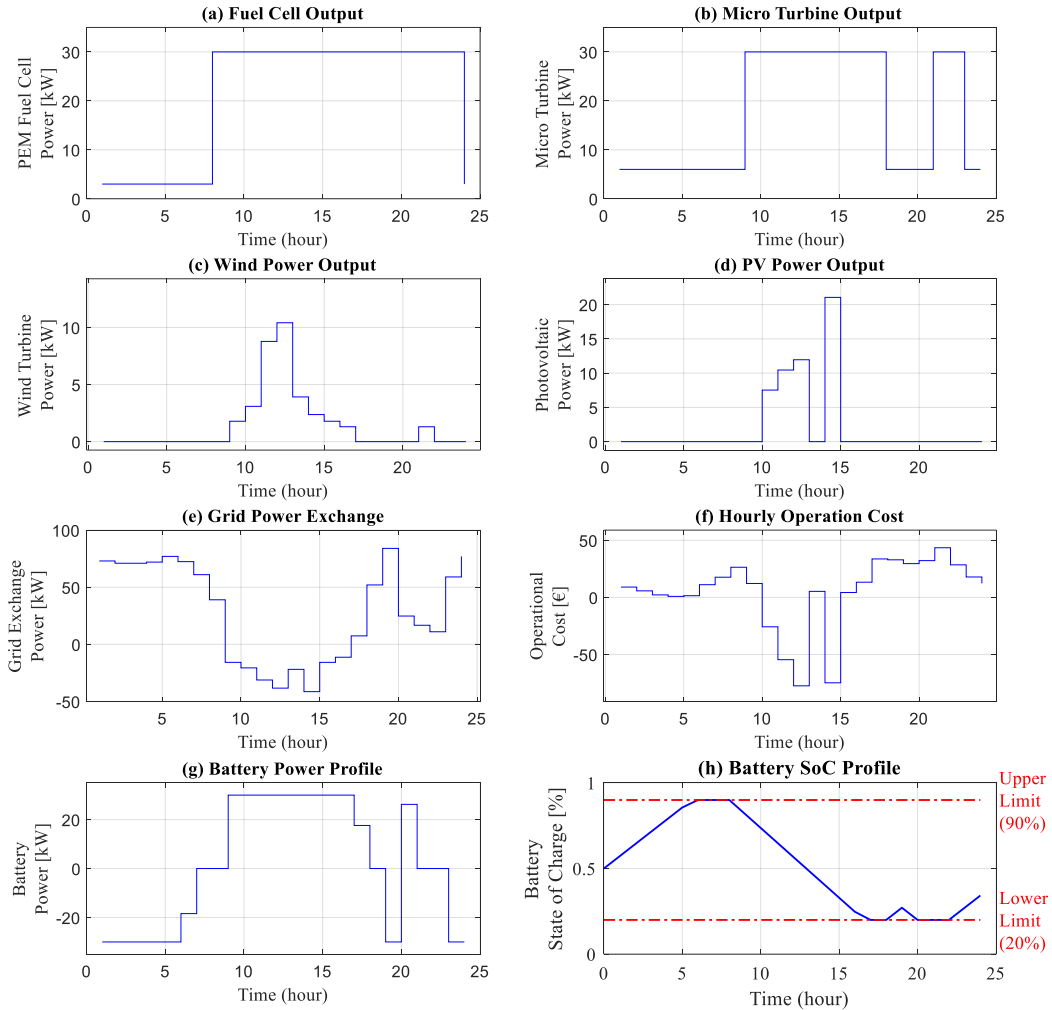 (a) Fuel Cell Output
PEM Fuel Cell
Power [kW]
30
20
10
0
0 5 10 15 20 25
Time (hour)
(b) Micro Turbine Output
Micro Turbine
Power [kW]
30
20
10
0
0 5 10 15 20 25
Time (hour)
(c) Wind Power Output
Wind Turbine
Power [kW]
10
5
0
0 5 10 15 20
Time (hour)
(d) PV Power Output
Photovoltaic
Power [kW]
20
15
10
5
0
0 5 10 15 20
Time (hour)
(e) Grid Power Exchange
Grid Exchange
Power [kW]
100
50
0
-50
5 10 15 20 25
Time (hour)
(f) Hourly Operation Cost
Operational
Cost [€]
50
0
-50
0 5 10 15 20
Time (hour)
(g) Battery Power Profile
Battery
Power [kW]
20
0
-20
0 5 10 15 20 25
Time (hour)
(h) Battery SoC Profile
Battery
State of Charge [%]
1
0.5
0
0 5 10 15 20 25
Time (hour)
Upper
Limit
(90%)
Lower
Limit
(20%)